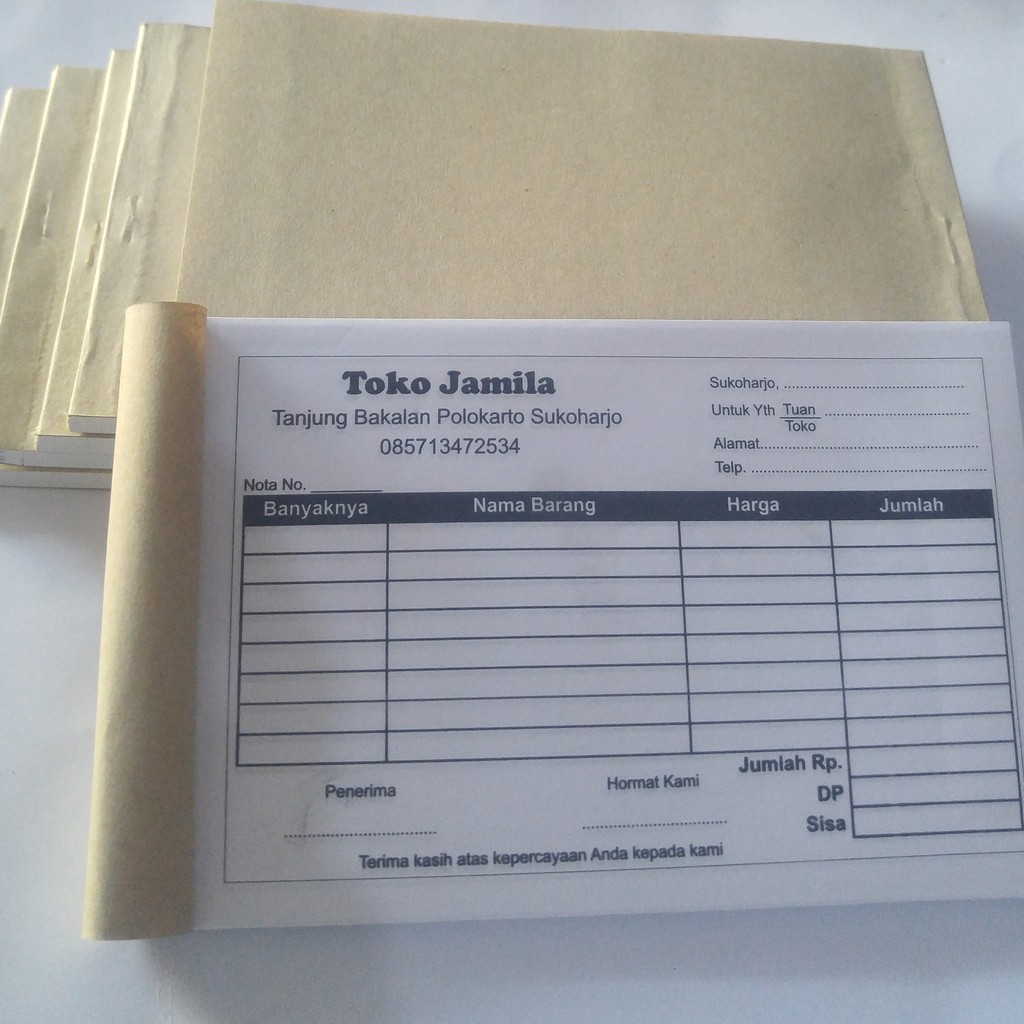 Toko Jamila
Tanjung Bakalan Polokarto Sukoharjo
085713472534
Sukoharjo, ........................................
Untuk Yth Tuan ................................
Toko
Alamat................................................
Telp. ..................................................
Nota No. ________
Banyaknya Nama Barang Harga Jumlah
Jumlah Rp.
DP
Sisa
Penerima Hormat Kami
Terima kasih atas kepercayaan Anda kepada kami